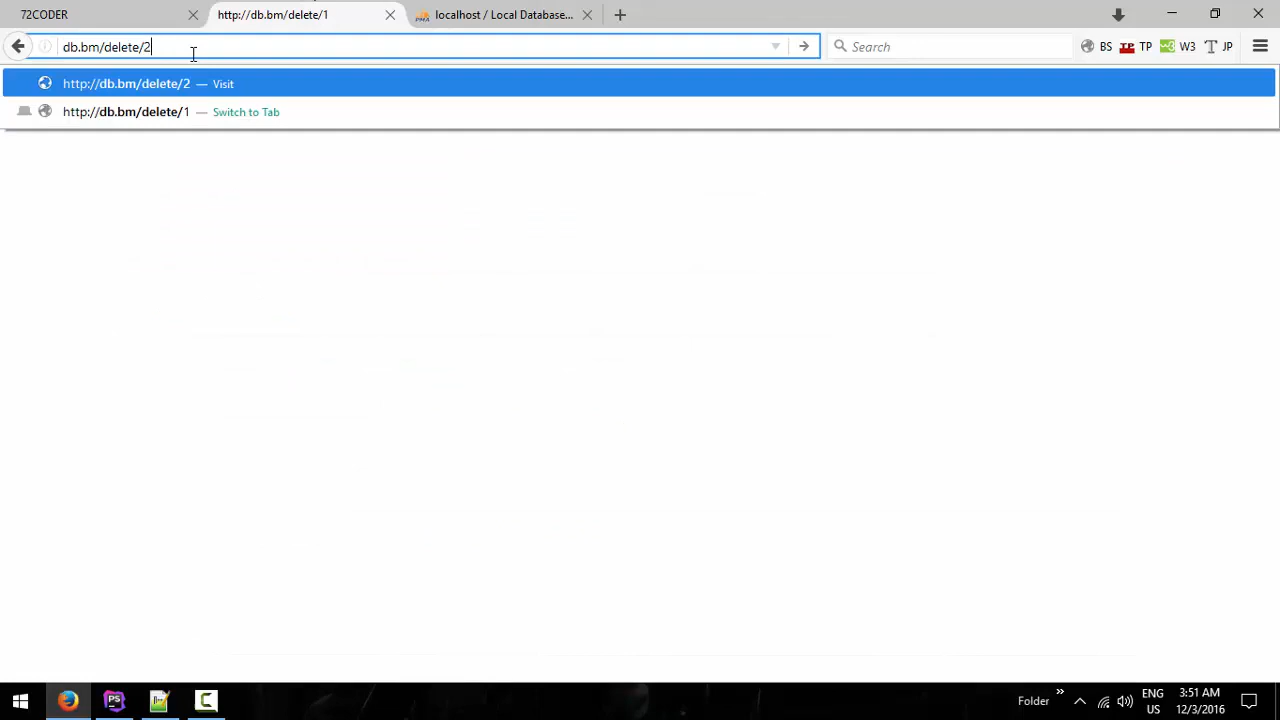 72CODER
http://db.bm/delete/1
localhost / Local Database...
db.bm/delete/2
Search
BS
TP
W3
JP
http://db.bm/delete/2 — Visit
http://db.bm/delete/1 — Switch to Tab
Folder
ENG
US
3:51 AM
12/3/2016